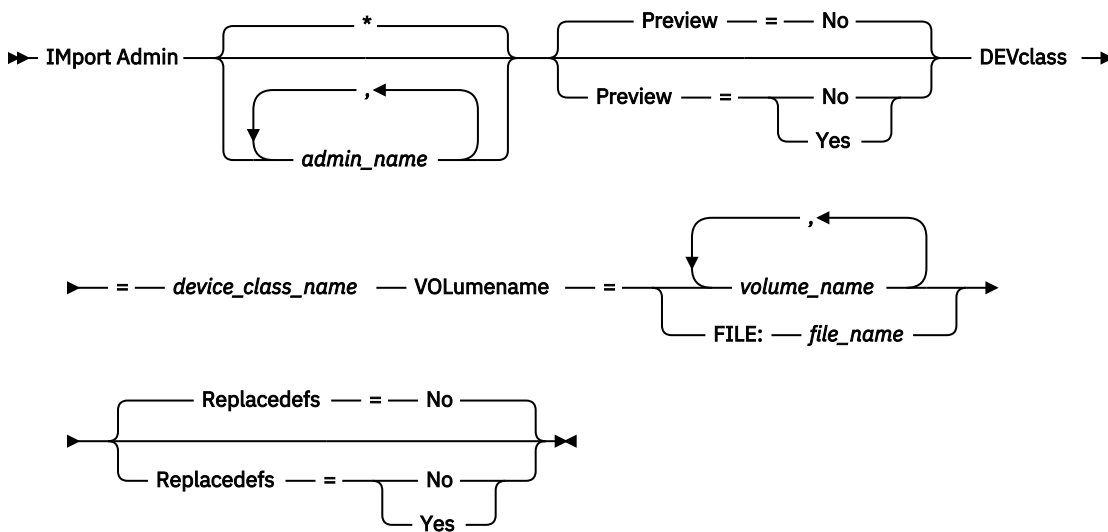 *
Preview = No
IMport Admin
DEVclass
,
Preview = No
admin_name
Yes
,
= device_class_name VOLumename = volume_name
FILE: file_name
Replacedefs = No
Replacedefs = No
Yes